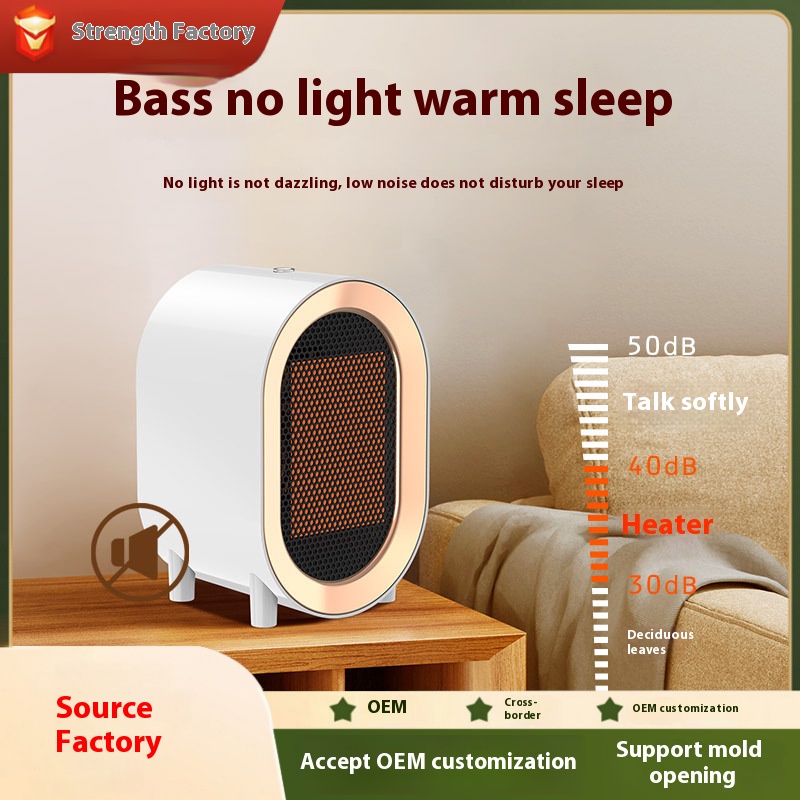 Strength Factory
Bass no light warm sleep
No light is not dazzling, low noise does not disturb your sleep
50dB
Talk softly
40dB
Heater
30dB
Deciduous
leaves
Source
Factory
OEM
Cross-
border
OEM customization
Accept OEM customization
Support mold
opening